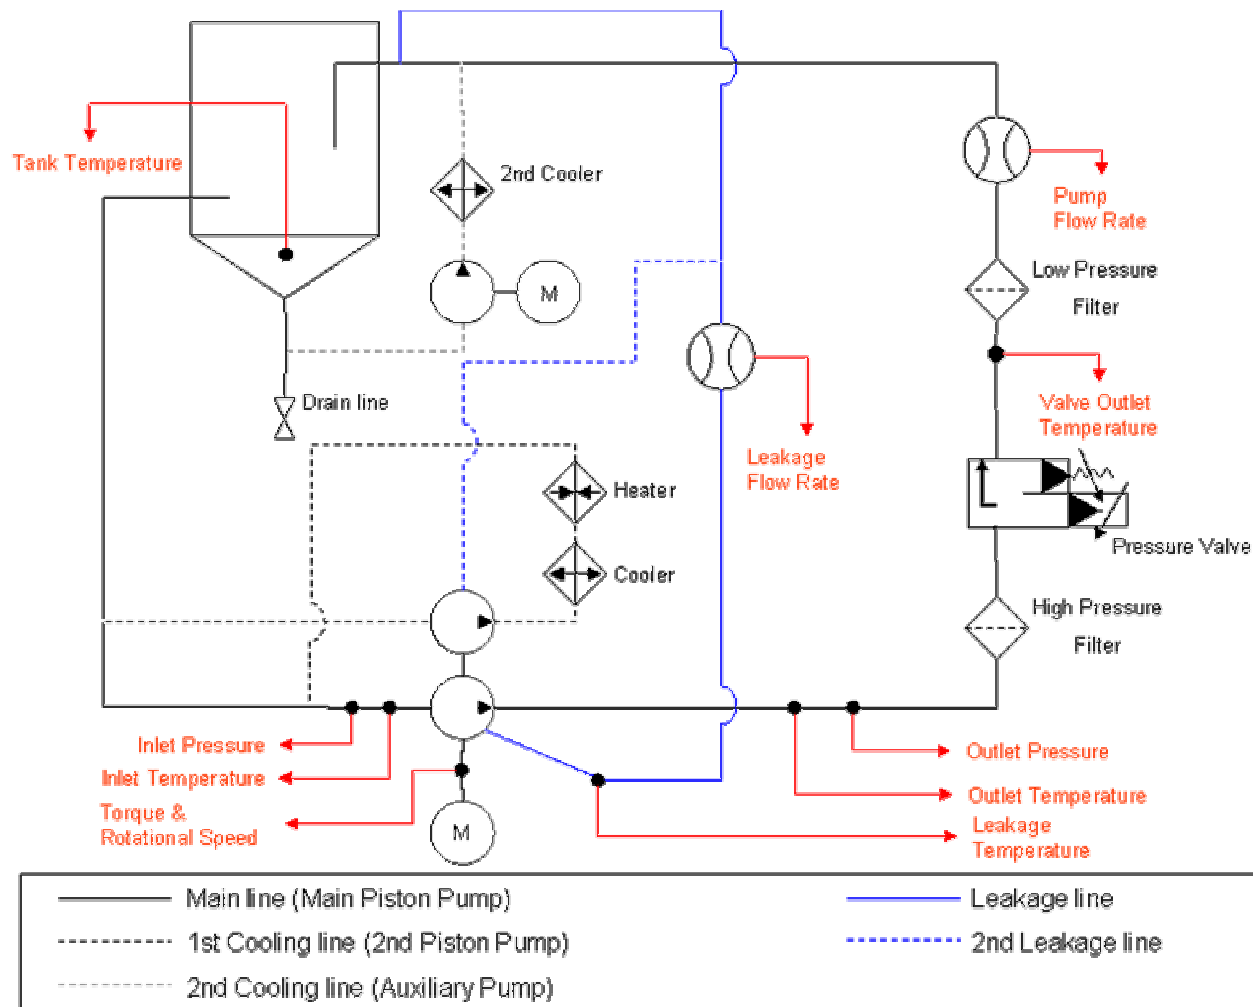 Tank Temperature
2nd Cooler
M
Drain line
Heater
Cooler
Leakage
Flow Rate
Pump
Flow Rate
Low Pressure
Filter
Valve Outlet
Temperature
Pressure Valve
High Pressure
Filter
Inlet Pressure
Inlet Temperature
Torque &
Rotational Speed
M
Outlet Pressure
Outlet Temperature
Leakage
Temperature
Main line (Main Piston Pump)
1st Cooling line (2nd Piston Pump)
2nd Cooling line (Auxiliary Pump)
Leakage line
2nd Leakage line